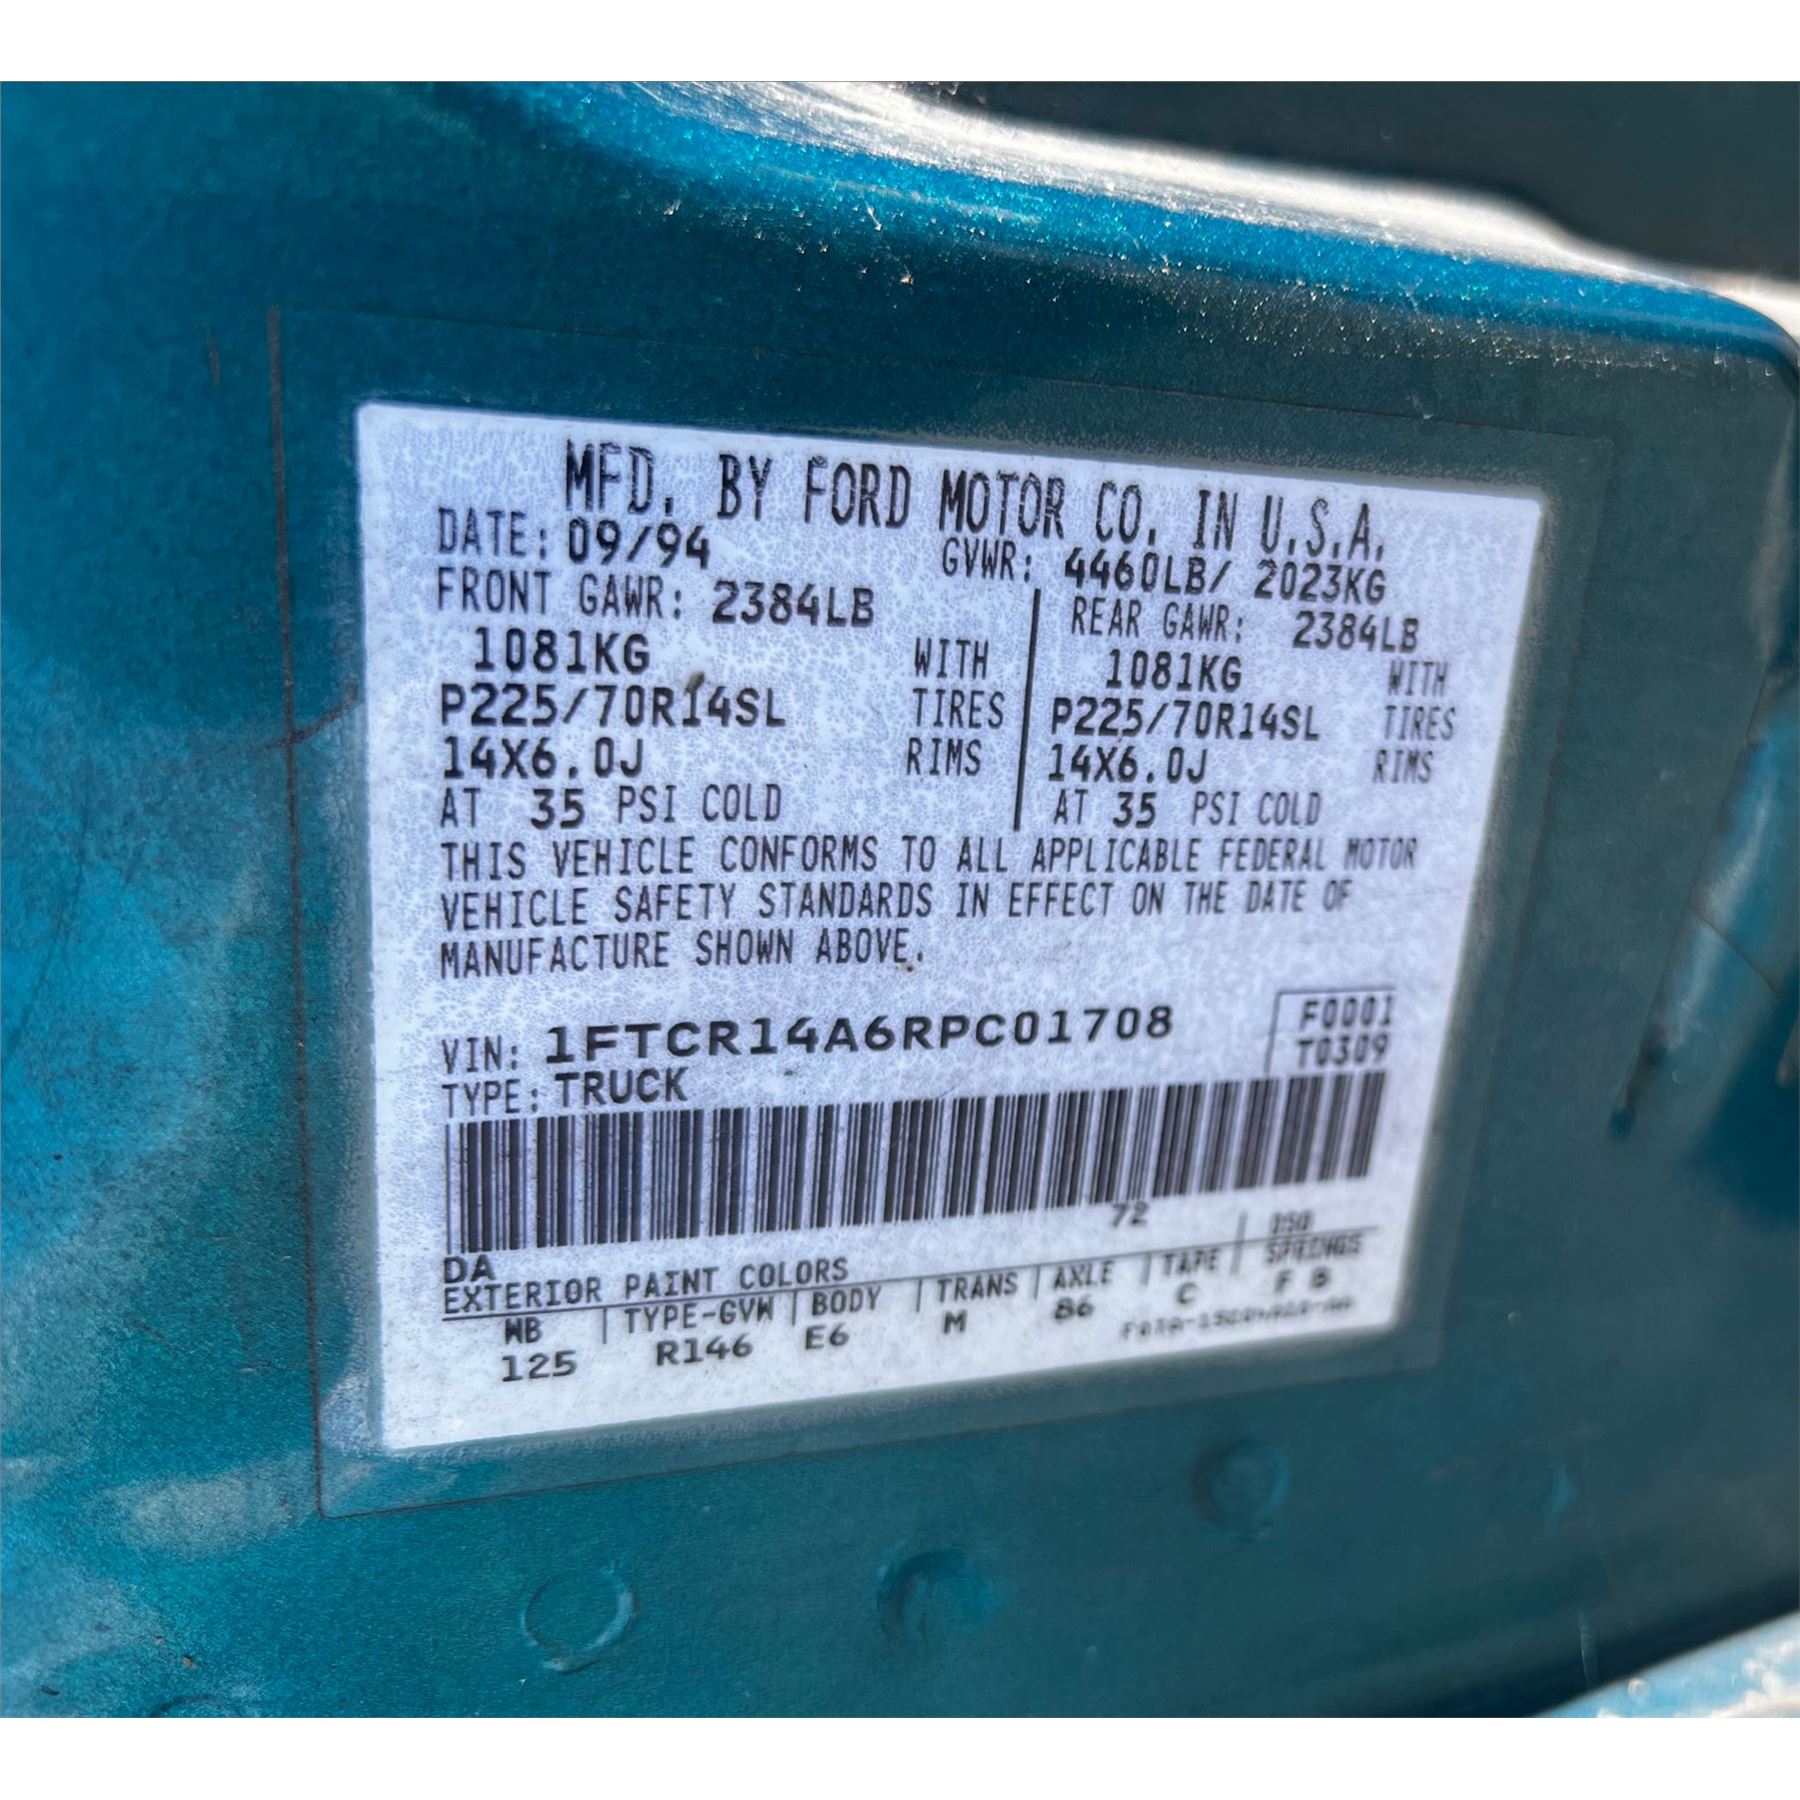 MFD. BY FORD MOTOR CO. IN U.S.A.
DATE: 09/94 GVWR: 4460LB/ 2023KG
FRONT GAWR: 2384LB REAR GAWR: 2384LB
1081KG WITH 1081KG WITH
P225/70R14SL TIRES P225/70R14SL TIRES
14X6.0J RIMS 14X6.0J RIMS
AT 35 PSI COLD AT 35 PSI COLD
THIS VEHICLE CONFORMS TO ALL APPLICABLE FEDERAL MOTOR
VEHICLE SAFETY STANDARDS IN EFFECT ON THE DATE OF
MANUFACTURE SHOWN ABOVE.
VIN: 1FTCR14A6RPC01708 F0001
TYPE: TRUCK T0309
72
DA DSO
EXTERIOR PAINT COLORS
WB TYPE-GVW BODY TRANS AXLE TAPE SPRINGS
125 R146 E6 M 86 C F B